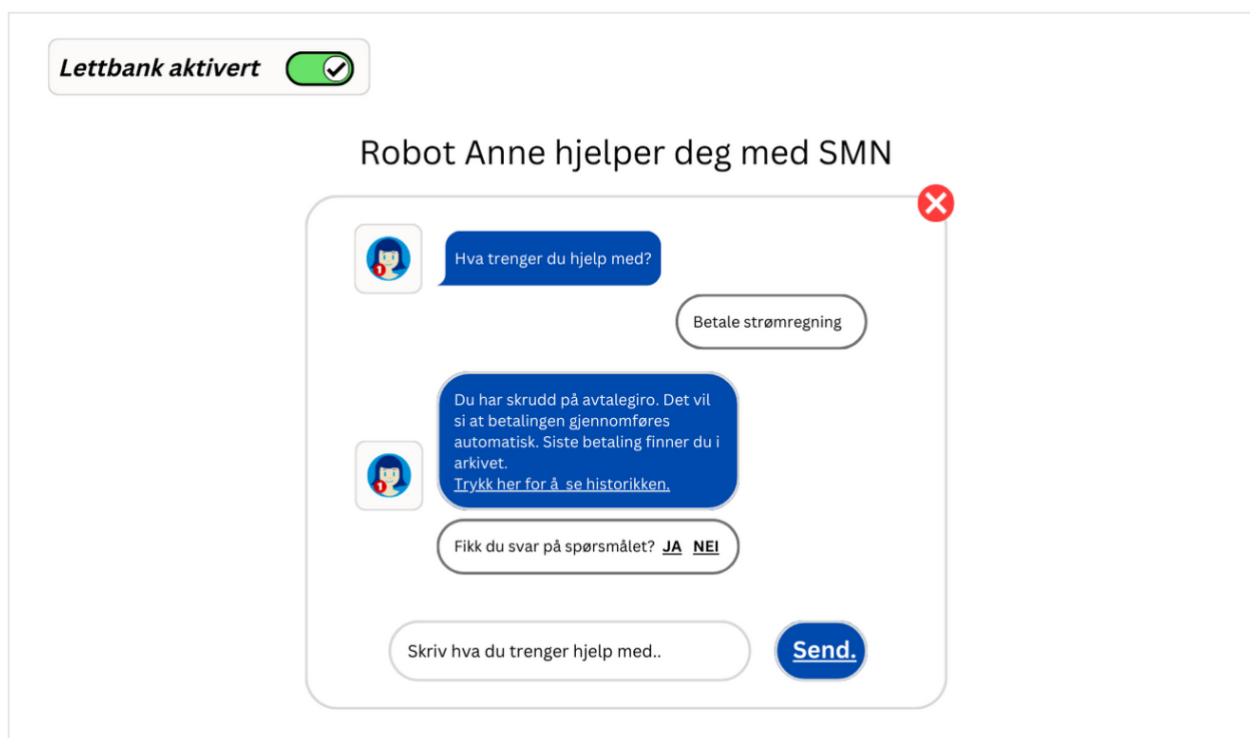 Lettbank aktivert
Robot Anne hjelper deg med SMN
Hva trenger du hjelp med?
Betale strømregning
Du har skrudd på avtalegiro. Det vil
si at betalingen gjennomføres
automatisk. Siste betaling finner du i
arkivet.
Trykk her for å se historikken.
Fikk du svar på spørsmålet? JA NEI
Skriv hva du trenger hjelp med..
Send.